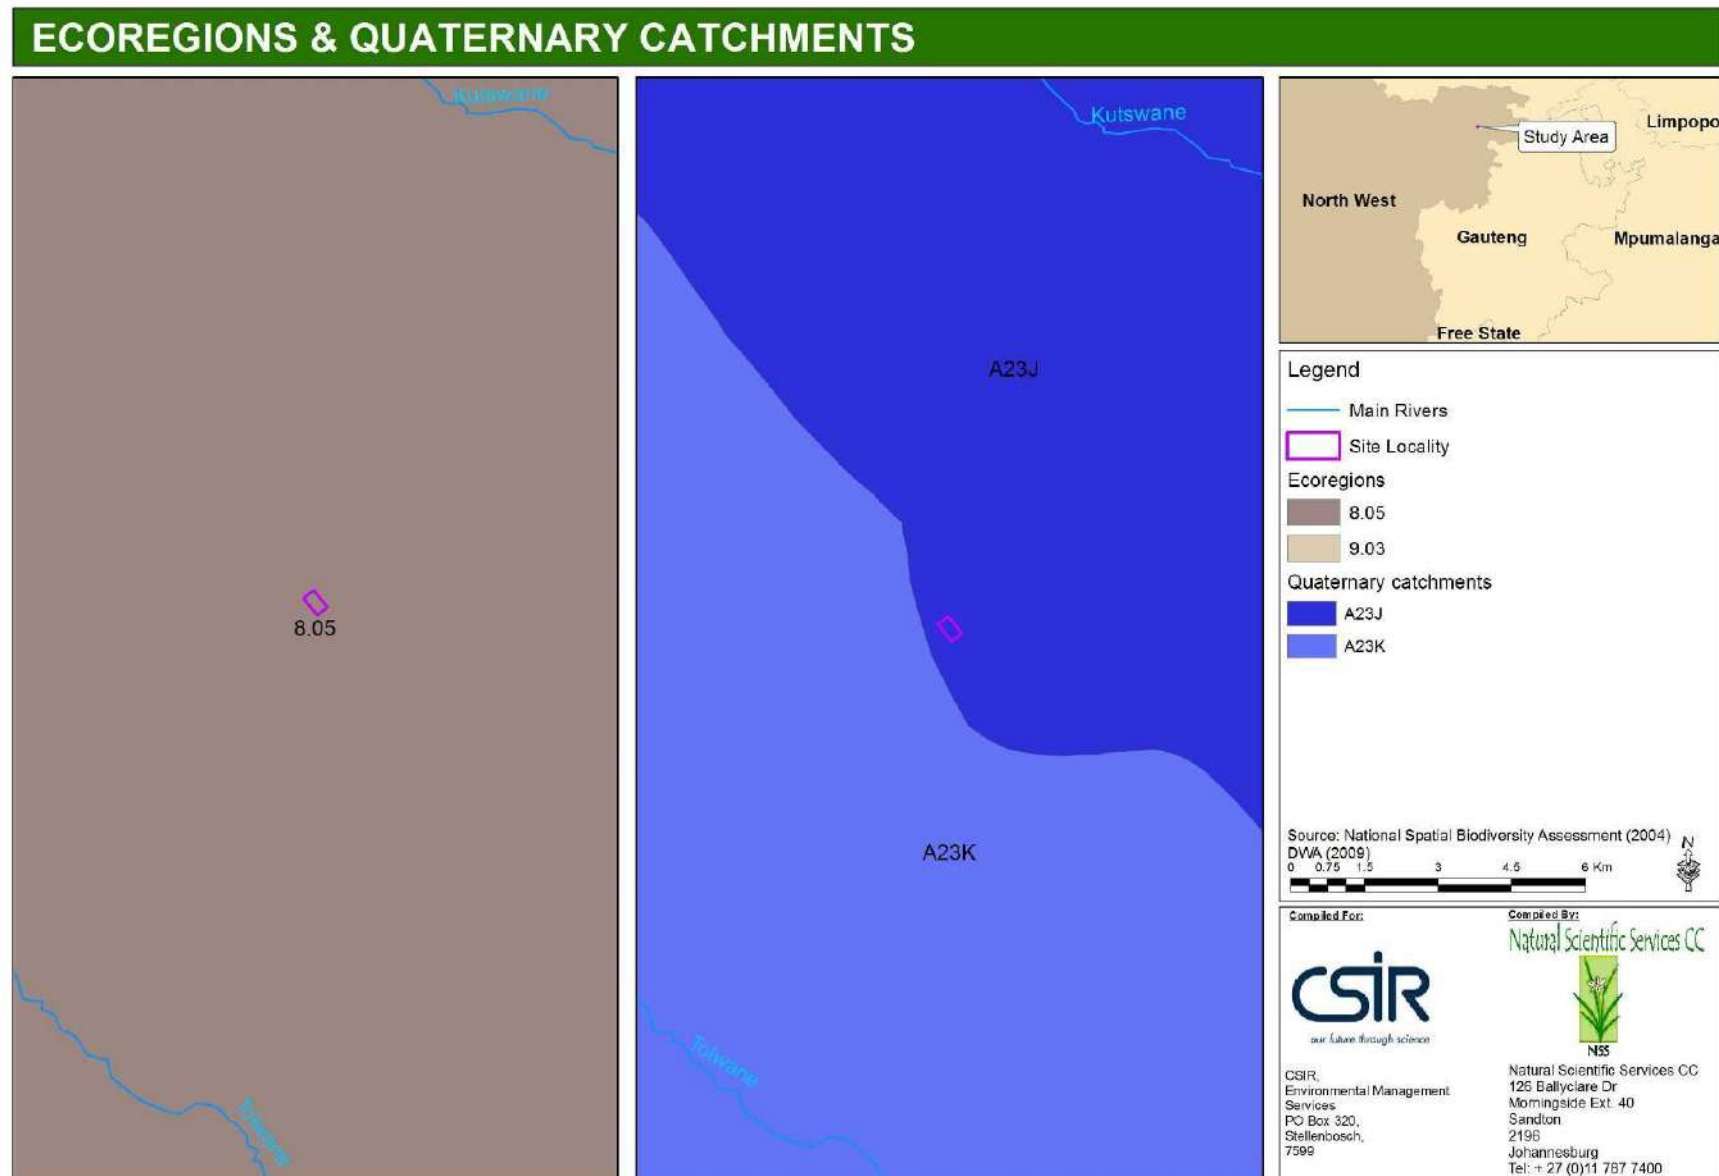 ECOREGIONS & QUATERNARY CATCHMENTS
Kutswane
8.05
Tolwane
Kutswane
A23J
A23K
Tolwane
Limpopo
Study Area
North West
Gauteng
Mpumalanga
Free State
Legend
Main Rivers
Site Locality
Ecoregions
8.05
9.03
Quaternary catchments
A23J
A23K
Source: National Spatial Biodiversity Assessment (2004)
DWA (2009)
N
0 0.75 1.5 3 4.5 6 Km
Compiled For:
CSIR
our future through science
CSIR,
Environmental Management
Services
PO Box 320,
Stellenbosch,
7599
Compiled By:
Natural Scientific Services CC
NSS
Natural Scientific Services CC
126 Ballyclare Dr
Morningside Ext. 40
Sandton
2196
Johannesburg
Tel: + 27 (0)11 787 7400